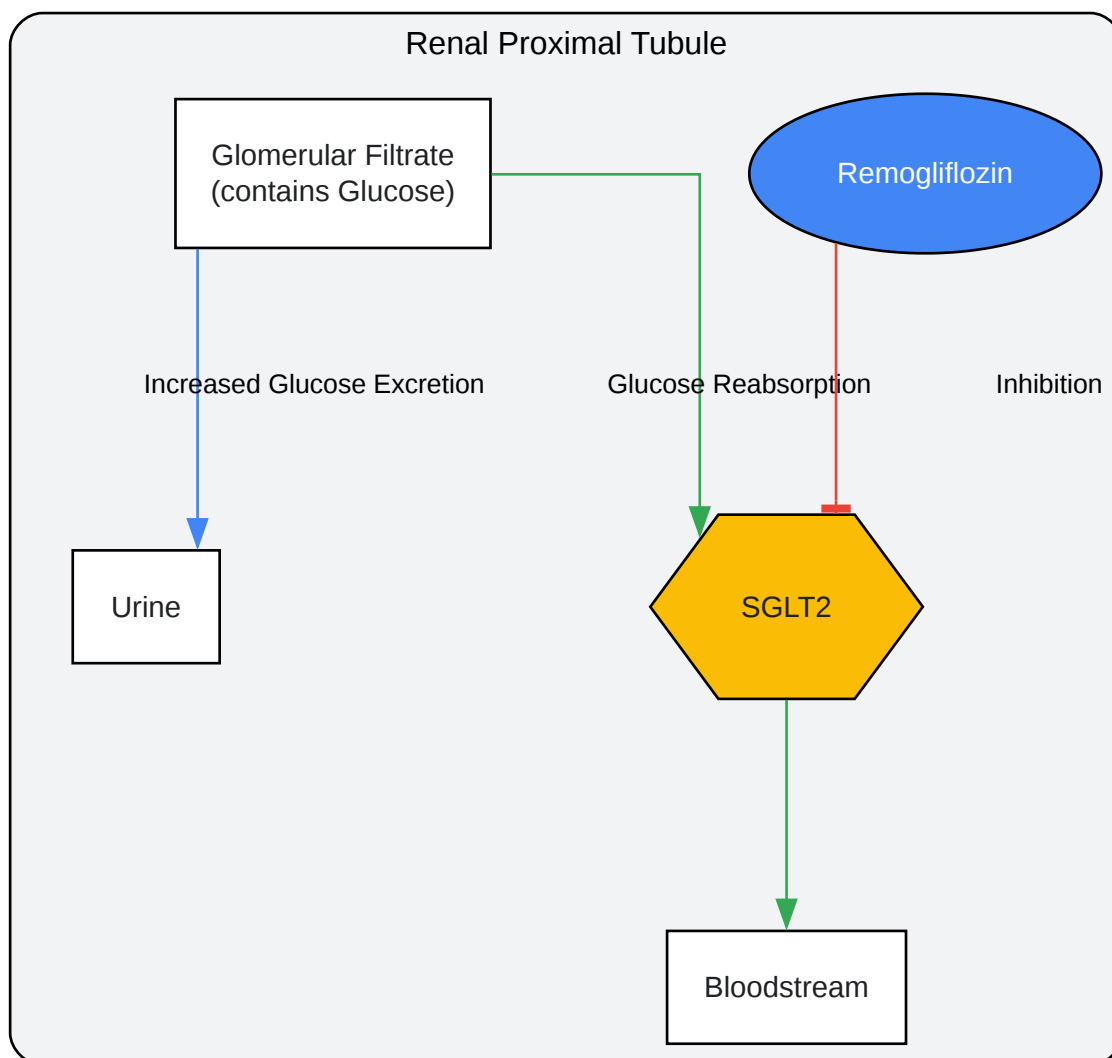 Renal Proximal Tubule
Glomerular Filtrate
(contains Glucose)
Remogliflozin
Increased Glucose Excretion
Glucose Reabsorption
Inhibition
Urine
SGLT2
Bloodstream